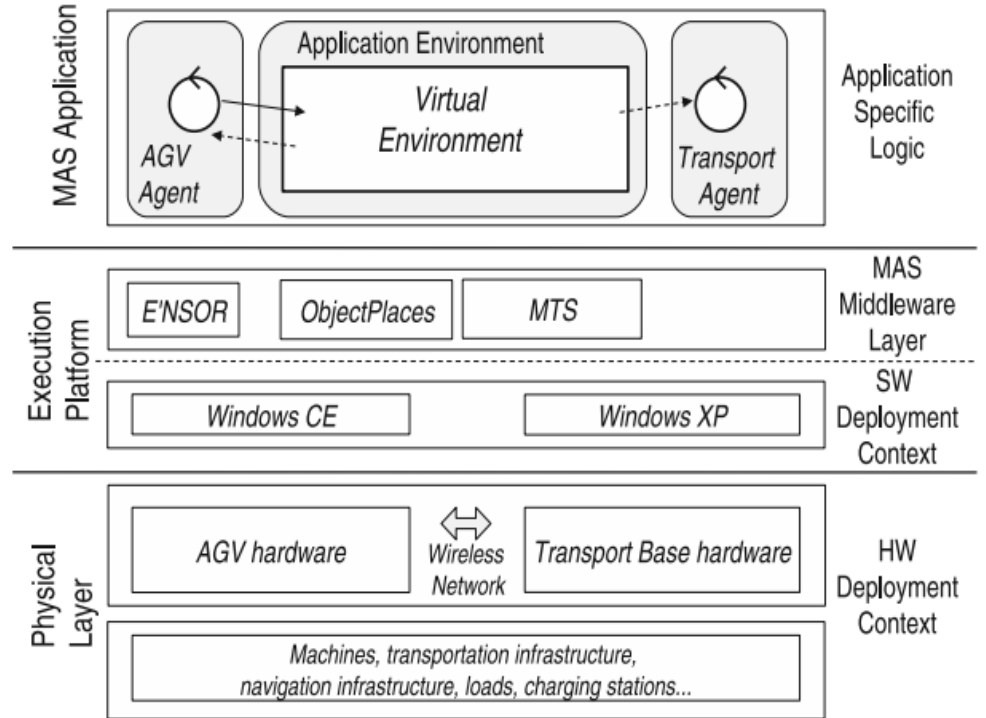 MAS Application
Application Environment
Virtual
Environment
AGV
Agent
Transport
Agent
Application
Specific
Logic
Execution
Platform
E'NSOR
ObjectPlaces
MTS
MAS
Middleware
Layer
Windows CE
Windows XP
SW
Deployment
Context
Physical
Layer
AGV hardware
Wireless
Network
Transport Base hardware
HW
Deployment
Context
Machines, transportation infrastructure,
navigation infrastructure, loads, charging stations...